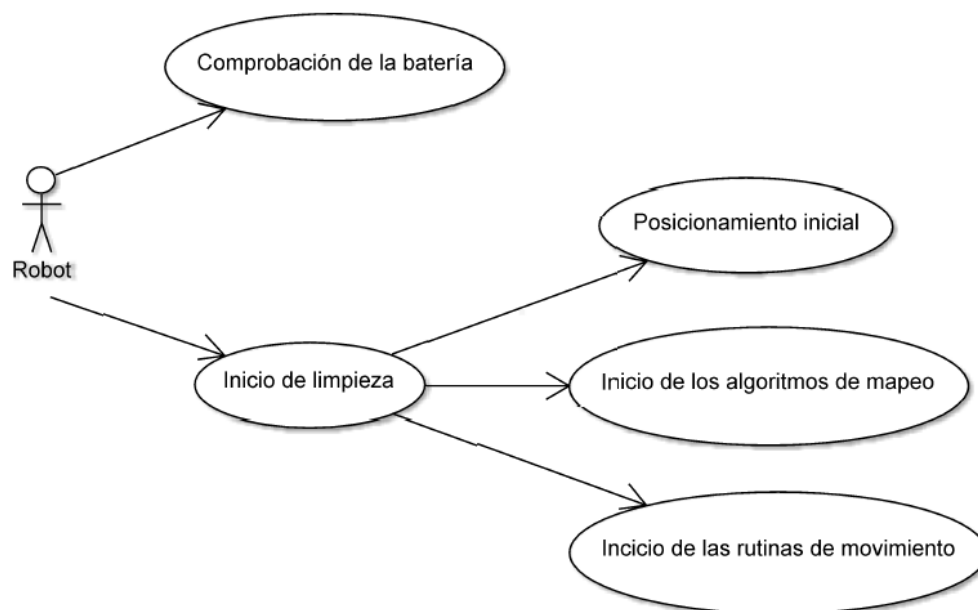 Comprobación de la batería
Robot
Posicionamiento inicial
Inicio de limpieza
Inicio de los algoritmos de mapeo
Incicio de las rutinas de movimiento